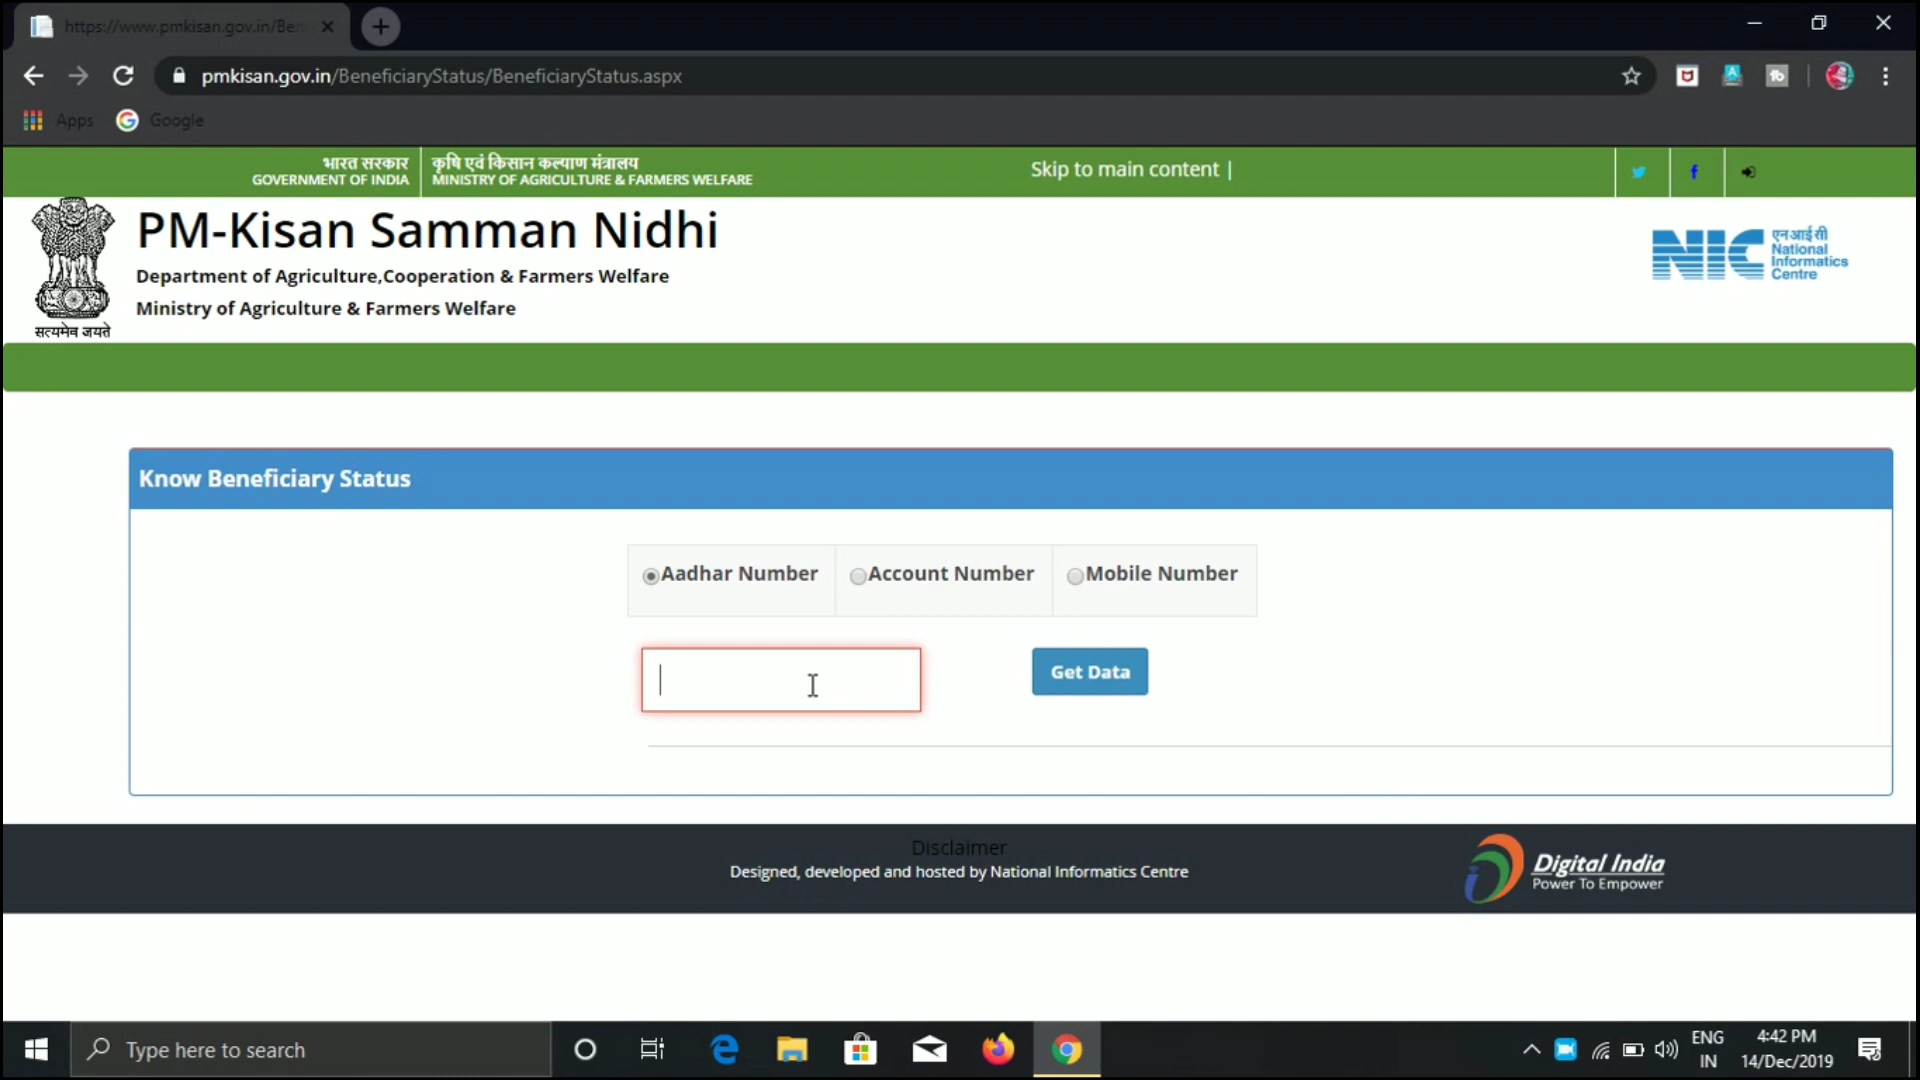 https://www.pmkisan.gov.in/Ben
pmkisan.gov.in/BeneficiaryStatus/BeneficiaryStatus.aspx
Apps Google
भारत सरकार
GOVERNMENT OF INDIA
कृषि एवं किसान कल्याण मंत्रालय
MINISTRY OF AGRICULTURE & FARMERS WELFARE
Skip to main content |
PM-Kisan Samman Nidhi
Department of Agriculture,Cooperation & Farmers Welfare
Ministry of Agriculture & Farmers Welfare
सत्यमेव जयते
NIC
एन आई सी
National
Informatics
Centre
Know Beneficiary Status
Aadhar Number Account Number Mobile Number
Get Data
Disclaimer
Designed, developed and hosted by National Informatics Centre
Digital India
Power To Empower
Type here to search
ENG
IN
4:42 PM
14/Dec/2019